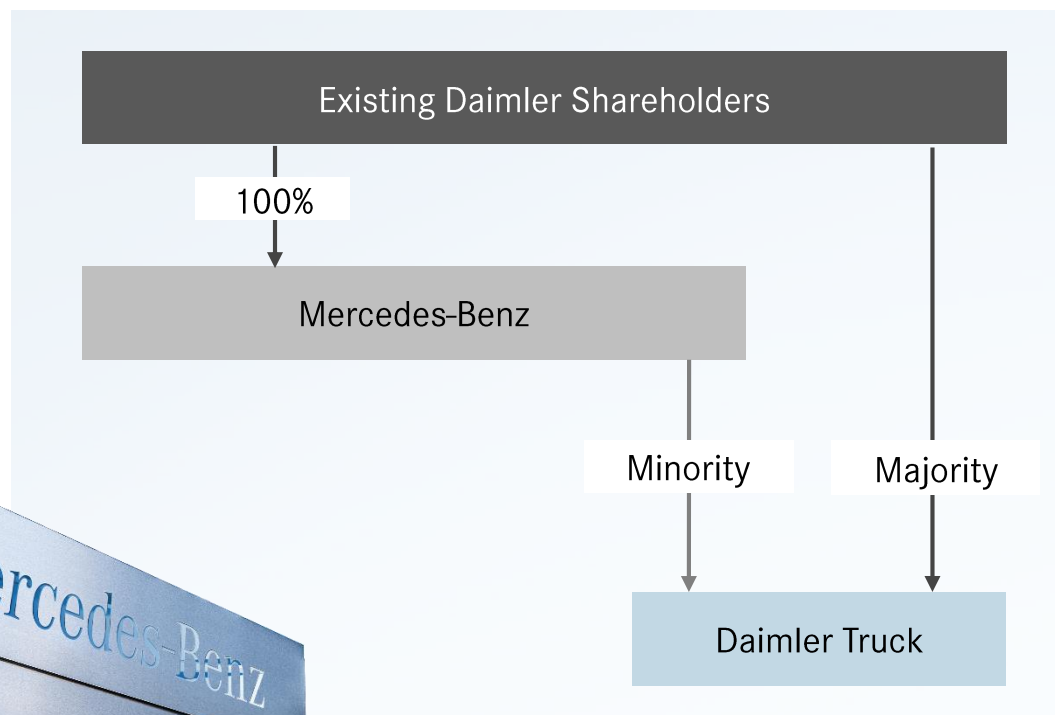 Existing Daimler Shareholders
100%
Mercedes-Benz
Minority
Majority
Daimler Truck
ercedes-Benz